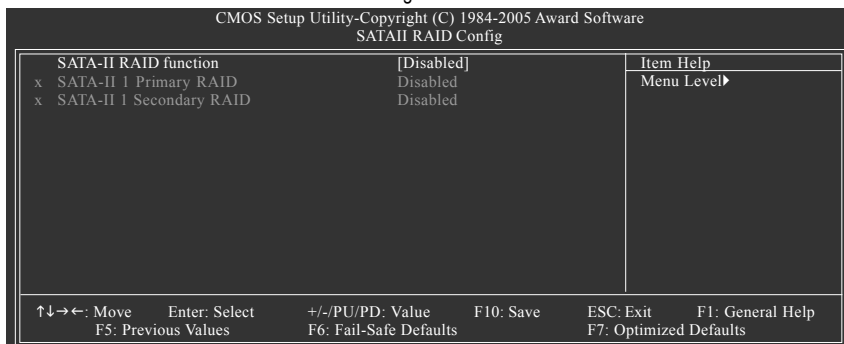 CMOS Setup Utility-Copyright (C) 1984-2005 Award Software
SATAII RAID Config
SATA-II RAID function [Disabled] Item Help
x SATA-II 1 Primary RAID Disabled Menu Level▶
x SATA-II 1 Secondary RAID Disabled
↑↓→←: Move Enter: Select +/-/PU/PD: Value F10: Save ESC: Exit F1: General Help
F5: Previous Values F6: Fail-Safe Defaults F7: Optimized Defaults